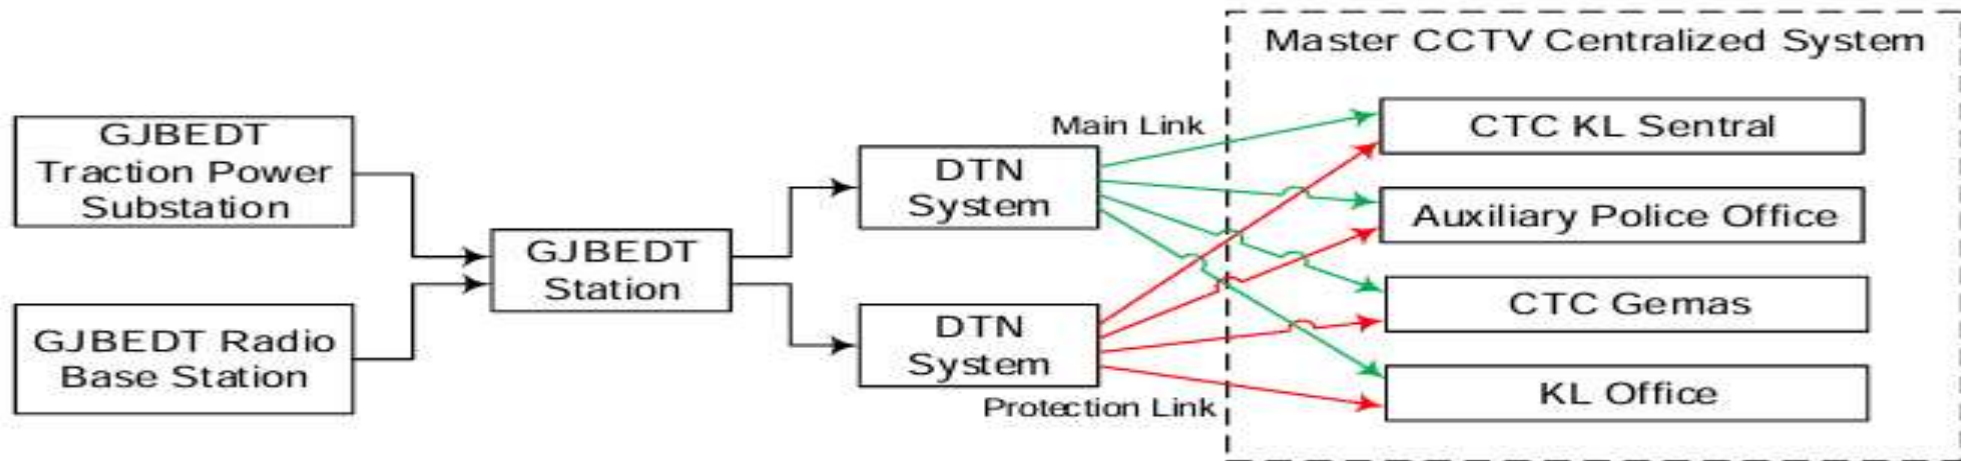 Master CCTV Centralized System
GJBEDT
Traction Power
Substation
GJBEDT Radio
Base Station
GJBEDT
Station
DTN
System
DTN
System
Main Link
Protection Link
CTC KL Sentral
Auxiliary Police Office
CTC Gemas
KL Office